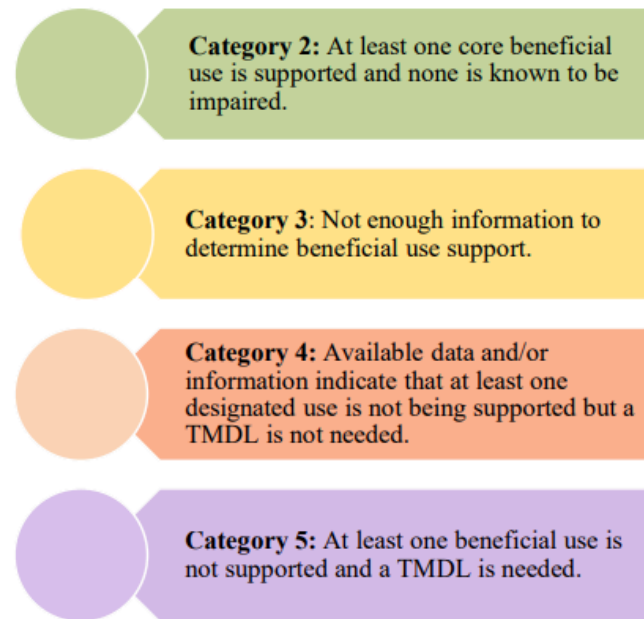 Category 2: At least one core beneficial
use is supported and none is known to be
impaired.
Category 3: Not enough information to
determine beneficial use support.
Category 4: Available data and/or
information indicate that at least one
designated use is not being supported but a
TMDL is not needed.
Category 5: At least one beneficial use is
not supported and a TMDL is needed.